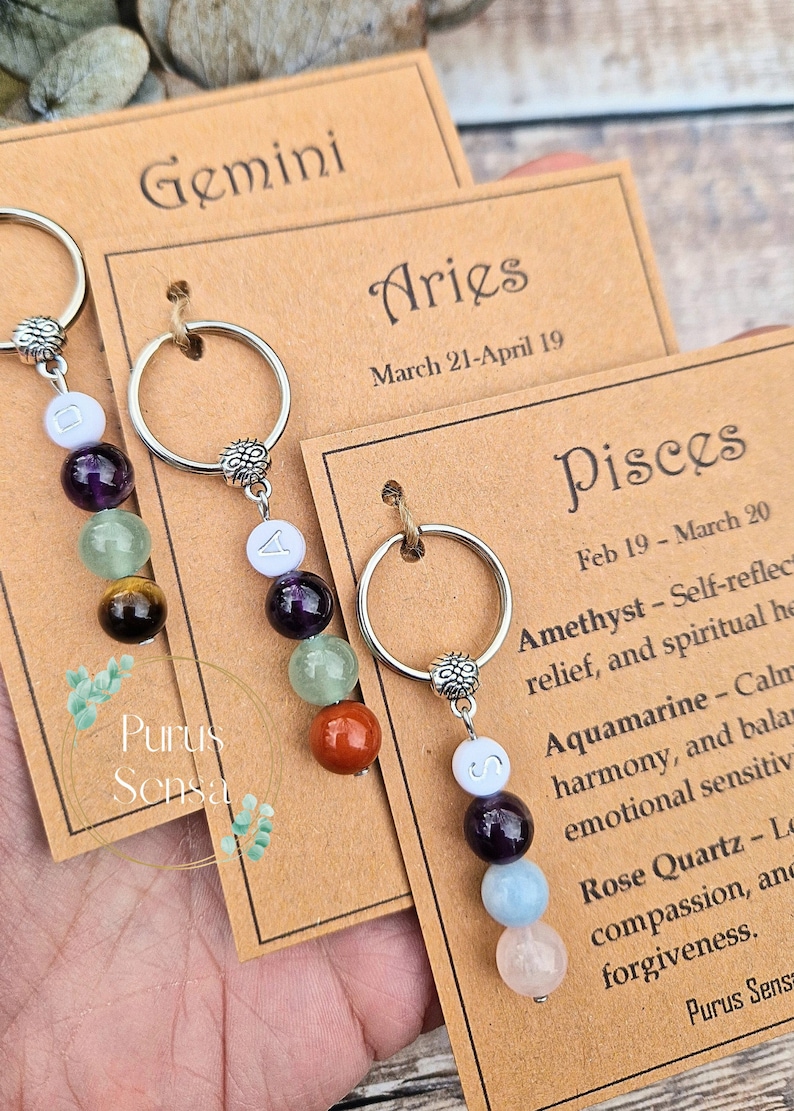 Gemini
Aries
March 21-April 19
Pisces
Feb 19 - March 20
Amethyst – Self-reflect
relief, and spiritual he
Aquamarine – Calm
harmony, and bala
emotional sensitivi
Rose Quartz – Lo
compassion, and
forgiveness.
Purus Sensa
D
A
S
Purus
Sensa